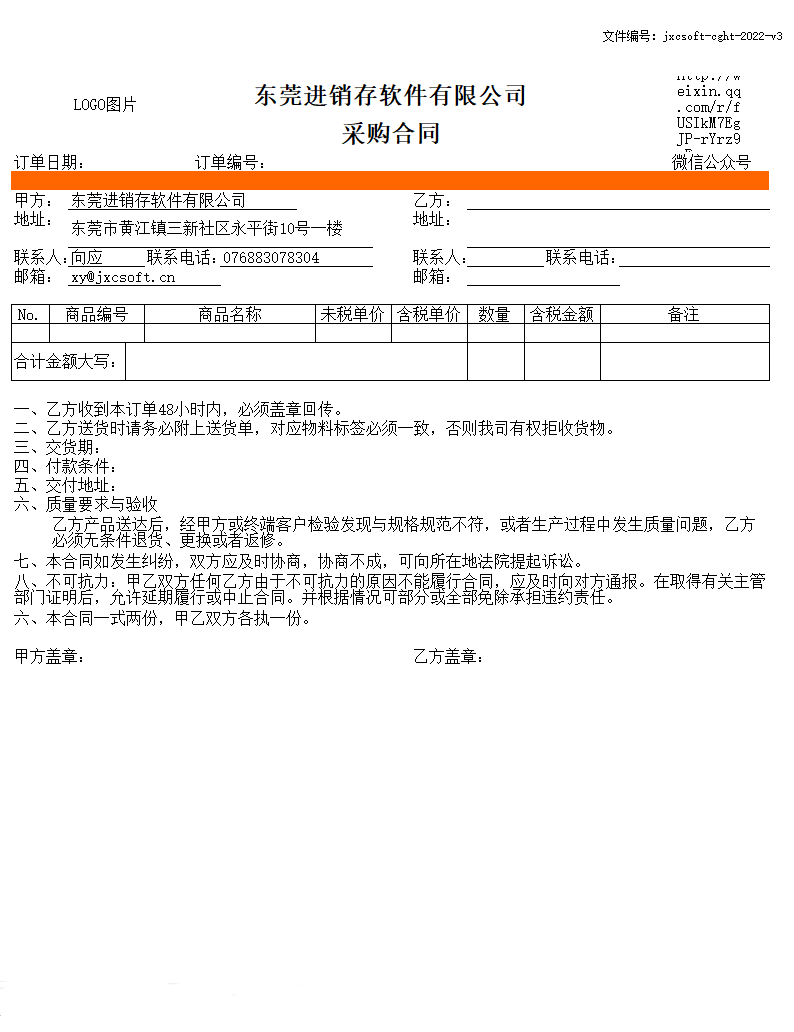 文件编号：jxcsoft-cght-2022-v3
LOGO图片
东莞进销存软件有限公司
采购合同
http://w
eixin.qq
.com/r/f
USIkM7Eg
JP-rYrz9
订单日期：
订单编号：
微信公众号
甲方： 东莞进销存软件有限公司
乙方：
地址： 东莞市黄江镇三新社区永平街10号一楼
地址：
联系人：向应 联系电话：076883078304
联系人： 联系电话：
邮箱： xy@jxcsoft.cn
邮箱：
No. 商品编号 商品名称 未税单价 含税单价 数量 含税金额 备注
合计金额大写：
一、乙方收到本订单48小时内，必须盖章回传。
二、乙方送货时请务必附上送货单，对应物料标签必须一致，否则我司有权拒收货物。
三、交货期：
四、付款条件：
五、交付地址：
六、质量要求与验收
乙方产品送达后，经甲方或终端客户检验发现与规格规范不符，或者生产过程中发生质量问题，乙方
必须无条件退货、更换或者返修。
七、本合同如发生纠纷，双方应及时协商，协商不成，可向所在地法院提起诉讼。
八、不可抗力：甲乙双方任何乙方由于不可抗力的原因不能履行合同，应及时向对方通报。在取得有关主管
部门证明后，允许延期履行或中止合同。并根据情况可部分或全部免除承担违约责任。
六、本合同一式两份，甲乙双方各执一份。
甲方盖章：
乙方盖章：